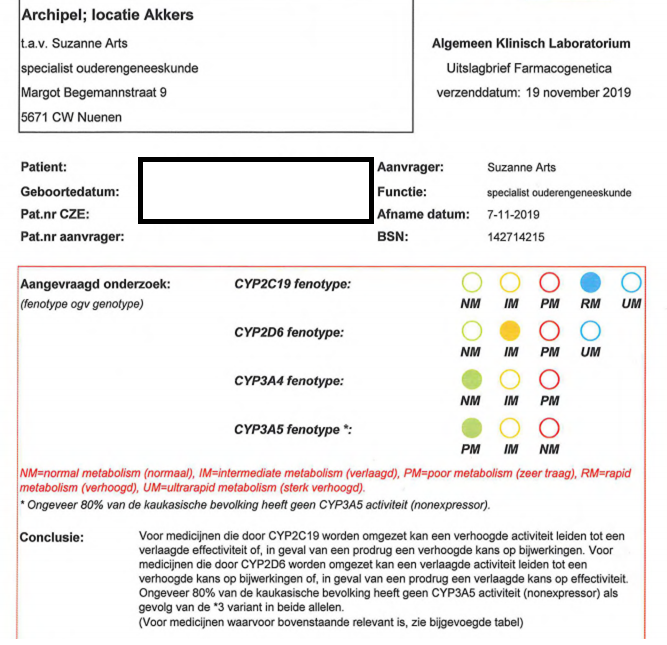 Archipel; locatie Akkers
t.a.v. Suzanne Arts
specialist ouderengeneeskunde
Margot Begemannstraat 9
5671 CW Nuenen
Algemeen Klinisch Laboratorium
Uitslagbrief Farmacogenetica
verzenddatum: 19 november 2019
Patient:
Geboortedatum:
Pat.nr CZE:
Pat.nr aanvrager:
Aanvrager: Suzanne Arts
Functie: specialist ouderengeneeskunde
Afname datum: 7-11-2019
BSN: 142714215
Aangevraagd onderzoek:
(fenotype ogv genotype)
CYP2C19 fenotype:
NM IM PM RM UM
CYP2D6 fenotype:
NM IM PM UM
CYP3A4 fenotype:
NM IM PM
CYP3A5 fenotype *:
PM IM NM
NM=normal metabolism (normaal), IM=intermediate metabolism (verlaagd), PM=poor metabolism (zeer traag), RM=rapid
metabolism (verhoogd), UM=ultrarapid metabolism (sterk verhoogd).
* Ongeveer 80% van de kaukasische bevolking heeft geen CYP3A5 activiteit (nonexpressor).
Conclusie:
Voor medicijnen die door CYP2C19 worden omgezet kan een verhoogde activiteit leiden tot een
verlaagde effectiviteit of, in geval van een prodrug een verhoogde kans op bijwerkingen. Voor
medicijnen die door CYP2D6 worden omgezet kan een verlaagde activiteit leiden tot een
verhoogde kans op bijwerkingen of, in geval van een prodrug een verlaagde kans op effectiviteit.
Ongeveer 80% van de kaukasische bevolking heeft geen CYP3A5 activiteit (nonexpressor) als
gevolg van de *3 variant in beide allelen.
(Voor medicijnen waarvoor bovenstaande relevant is, zie bijgevoegde tabel)